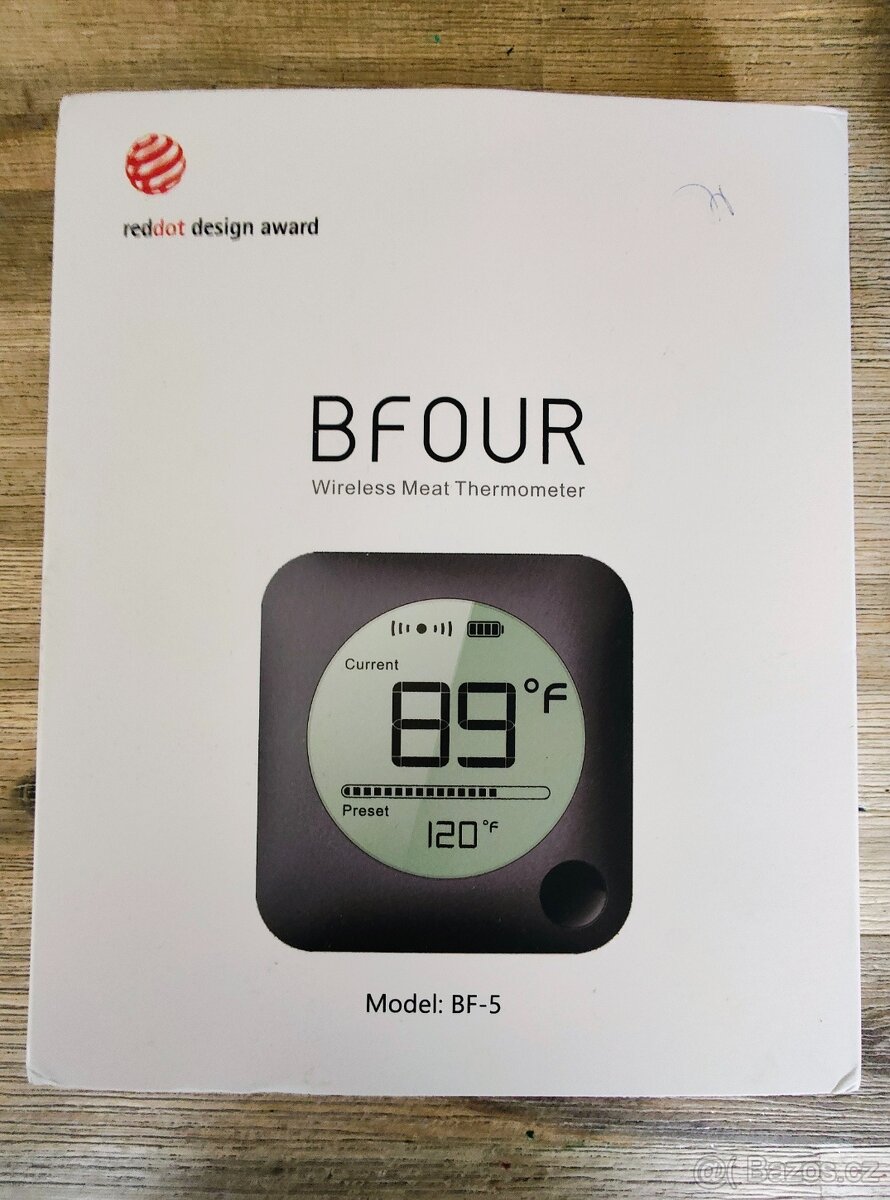 reddot design award
BFOUR
Wireless Meat Thermometer
Current
89°F
Preset
120°F
Model: BF-5
Bazos.cz